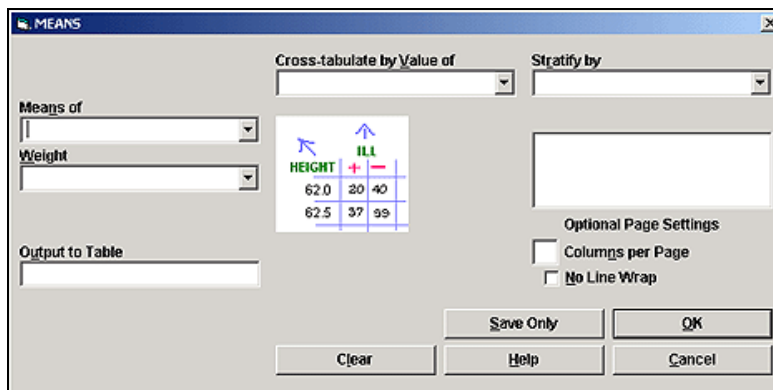 MEANS
Cross-tabulate by Value of
Stratify by
Means of
Weight
ILL
HEIGHT + −
62.0 20 40
62.5 37 99
Optional Page Settings
Columns per Page
No Line Wrap
Output to Table
Save Only
OK
Clear
Help
Cancel